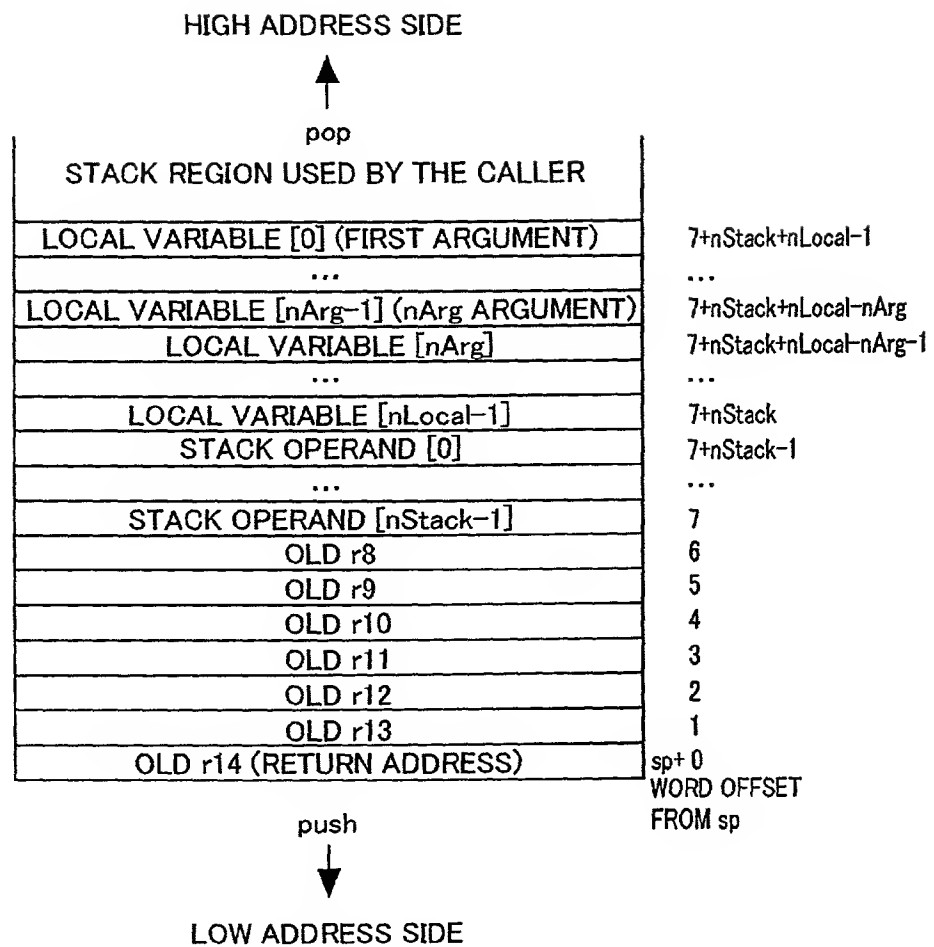 HIGH ADDRESS SIDE
pop
STACK REGION USED BY THE CALLER
LOCAL VARIABLE [0] (FIRST ARGUMENT) 7+nStack+nLocal-1
... ...
LOCAL VARIABLE [nArg-1] (nArg ARGUMENT) 7+nStack+nLocal-nArg
LOCAL VARIABLE [nArg] 7+nStack+nLocal-nArg-1
... ...
LOCAL VARIABLE [nLocal-1] 7+nStack
STACK OPERAND [0] 7+nStack-1
... ...
STACK OPERAND [nStack-1] 7
OLD r8 6
OLD r9 5
OLD r10 4
OLD r11 3
OLD r12 2
OLD r13 1
OLD r14 (RETURN ADDRESS) sp+0
WORD OFFSET
FROM sp
push
LOW ADDRESS SIDE